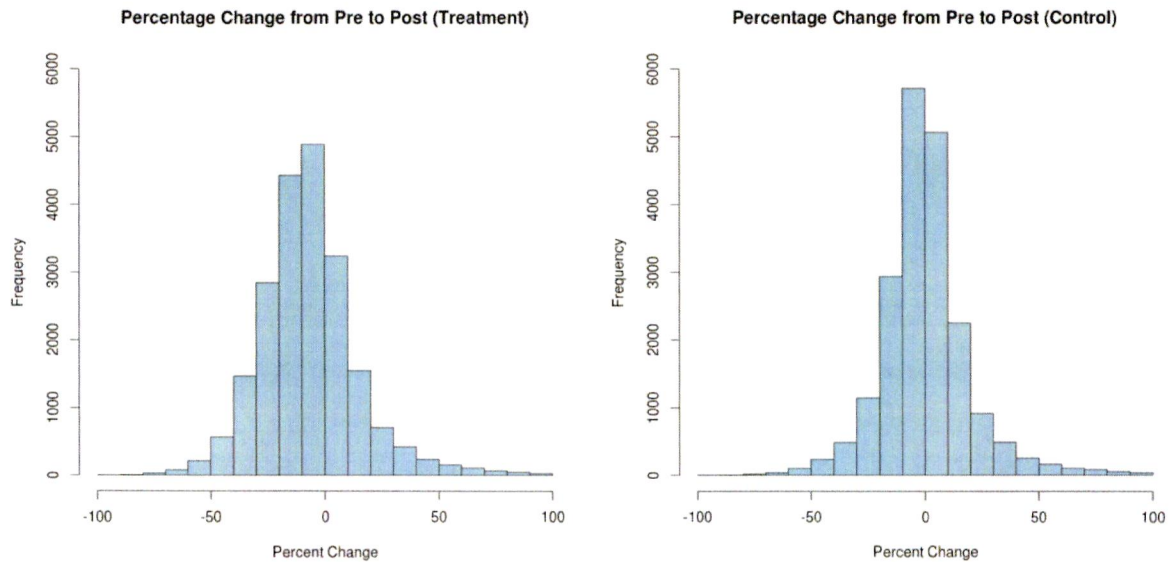 Percentage Change from Pre to Post (Treatment)
6000
5000
4000
3000
2000
1000
0
Frequency
-100 -50 0 50 100
Percent Change
Percentage Change from Pre to Post (Control)
6000
5000
4000
3000
2000
1000
0
Frequency
-100 -50 0 50 100
Percent Change